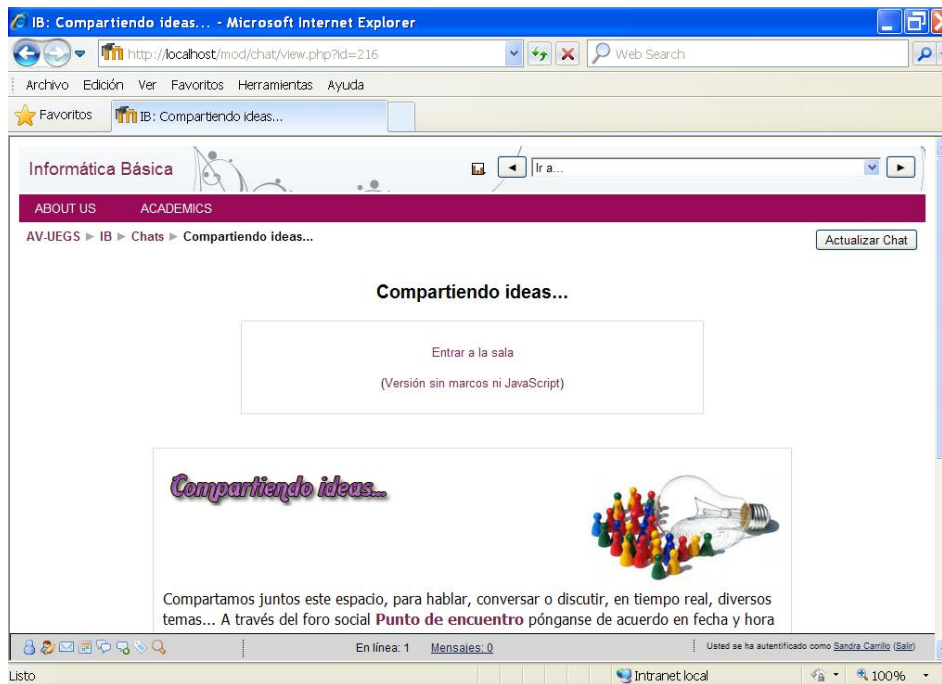 IB: Compartiendo ideas... - Microsoft Internet Explorer
http://localhost/mod/chat/view.php?id=216
Web Search
Archivo Edición Ver Favoritos Herramientas Ayuda
Favoritos
IB: Compartiendo ideas...
Informática Básica
Ir a...
ABOUT US ACADEMICS
AV-UEGS ► IB ► Chats ► Compartiendo ideas...
Actualizar Chat
Compartiendo ideas...
Entrar a la sala
(Versión sin marcos ni JavaScript)
Compartiendo ideas...
Compartamos juntos este espacio, para hablar, conversar o discutir, en tiempo real, diversos
temas... A través del foro social Punto de encuentro pónganse de acuerdo en fecha y hora
En línea: 1 Mensajes: 0
Usted se ha autentificado como Sandra Carrillo (Salir)
Listo
Intranet local
100%